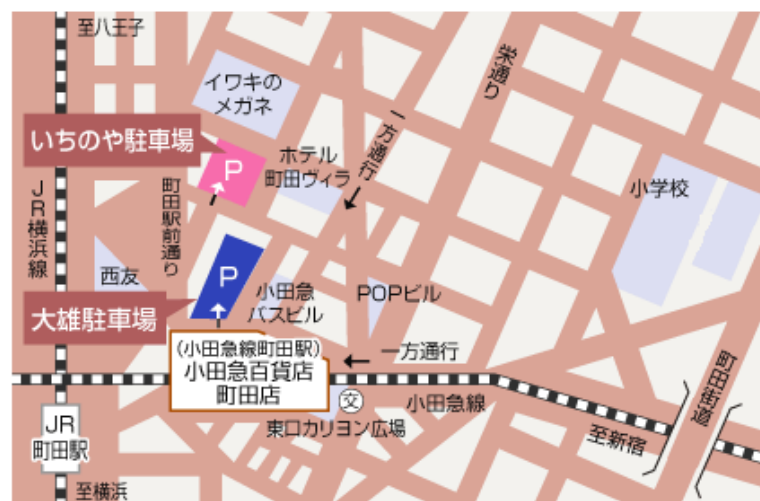 至八王子
イワキの
メガネ
栄通り
一方通行
いちのや駐車場
P
ホテル
町田ヴィラ
小学校
JR横浜線
町田駅前通り
西友
P
小田急
バスビル
POPビル
大雄駐車場
(小田急線町田駅)
小田急百貨店
町田店
一方通行
町田街道
交
小田急線
東口カリヨン広場
至新宿
JR
町田駅
至横浜